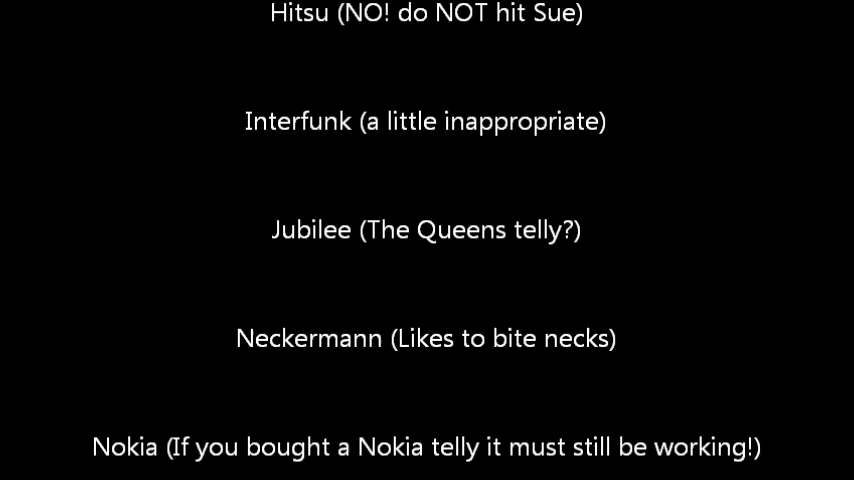 Hitsu (NO! do NOT hit Sue)
Interfunk (a little inappropriate)
Jubilee (The Queens telly?)
Neckermann (Likes to bite necks)
Nokia (If you bought a Nokia telly it must still be working!)